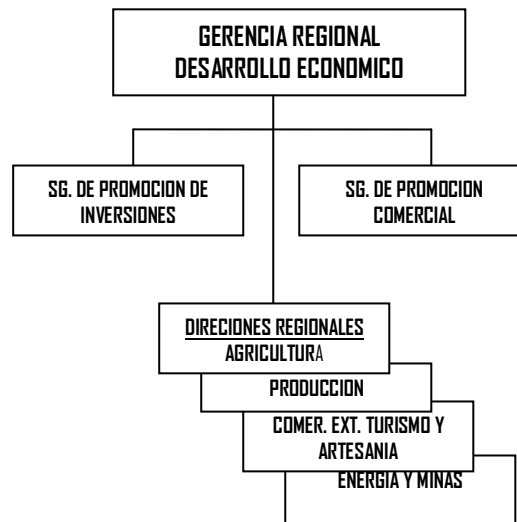 GERENCIA REGIONAL
DESARROLLO ECONOMICO
SG. DE PROMOCION DE
INVERSIONES
SG. DE PROMOCION
COMERCIAL
DIRECIONES REGIONALES
AGRICULTURA
PRODUCCION
COMER. EXT. TURISMO Y
ARTESANIA
ENERGIA Y MINAS